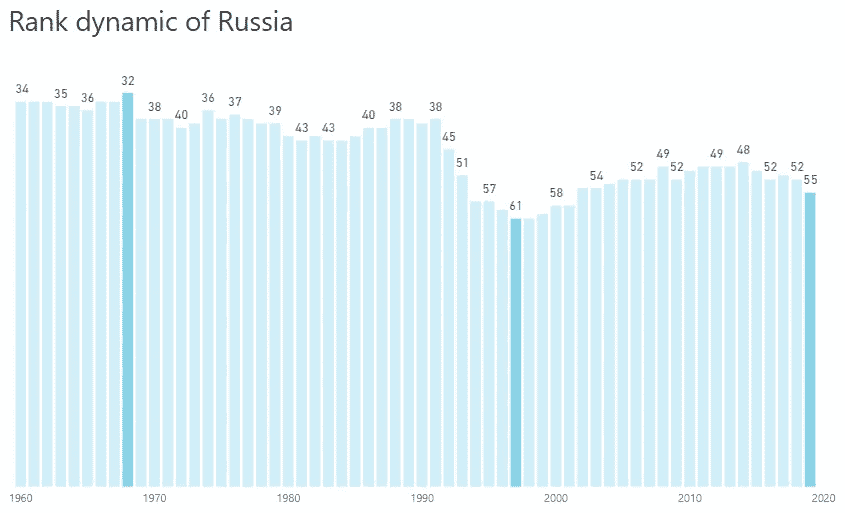 Rank dynamic of Russia
34 35 36 32 38 40 36 37 39 43 43 40 38 38 45 51 57 61 58 54 52 49 52 49 48 52 52 55
1960 1970 1980 1990 2000 2010 2020